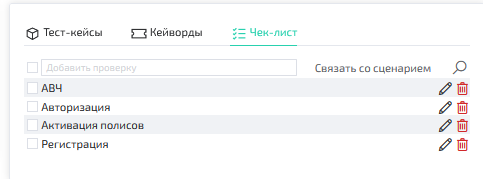 Тест-кейсы Кейворды Чек-лист
Добавить проверку Связать со сценарием
АВЧ
Авторизация
Активация полисов
Регистрация